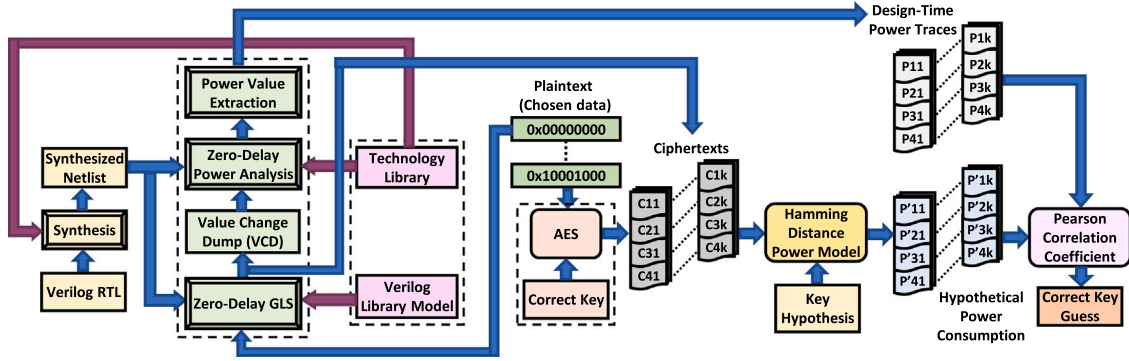 Design-Time
Power Traces
P11
P21
P31
P41
P1k
P2k
P3k
P4k
Power Value
Extraction
Plaintext
(Chosen data)
0x00000000
0x10001000
Ciphertexts
Synthesized
Netlist
Zero-Delay
Power Analysis
Technology
Library
Synthesis
Value Change
Dump (VCD)
Verilog RTL
Zero-Delay GLS
Verilog
Library Model
AES
Correct Key
C11
C21
C31
C41
C1k
C2k
C3k
C4k
Hamming
Distance
Power Model
Key
Hypothesis
P'11
P'21
P'31
P'41
P'1k
P'2k
P'3k
P'4k
Hypothetical
Power
Consumption
Pearson
Correlation
Coefficient
Correct Key
Guess